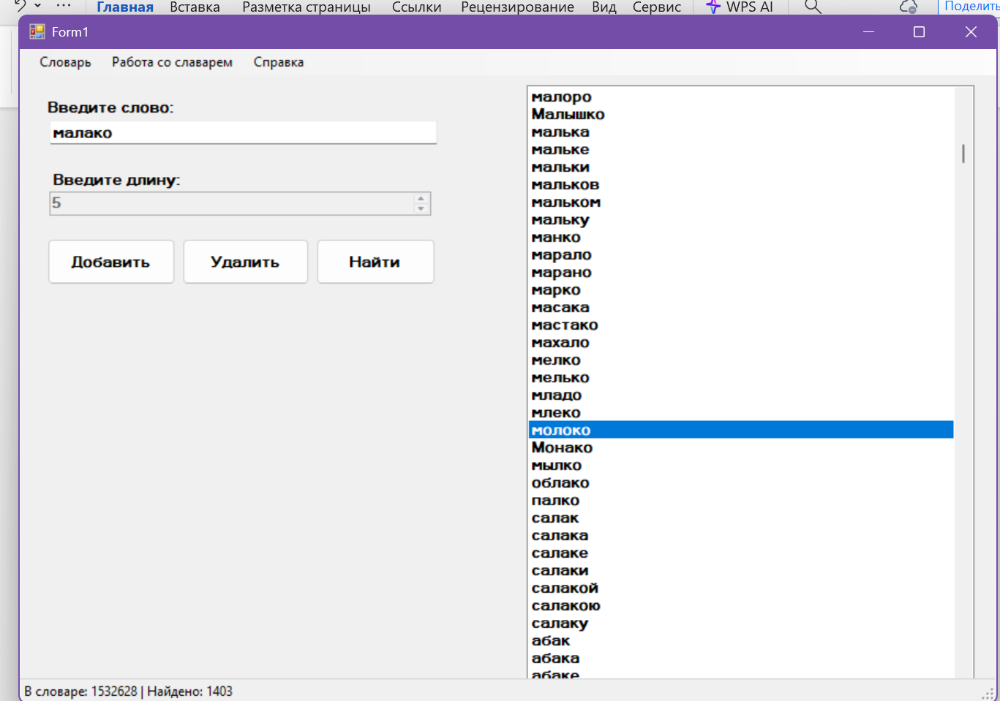 Главная Вставка Разметка страницы Ссылки Рецензирование Вид Сервис WPS AI Поделить
Form1
Словарь Работа со славарем Справка
Введите слово:
малако
Введите длину:
5
Добавить Удалить Найти
малоро
Малышко
малька
мальке
мальки
мальков
мальком
мальку
манко
марало
марано
марко
масака
мастако
махало
мелко
мелько
младо
млеко
молоко
Монако
мылко
облако
палко
салак
салака
салаке
салаки
салакой
салакою
салаку
абак
абака
абаке
В словаре: 1532628 | Найдено: 1403